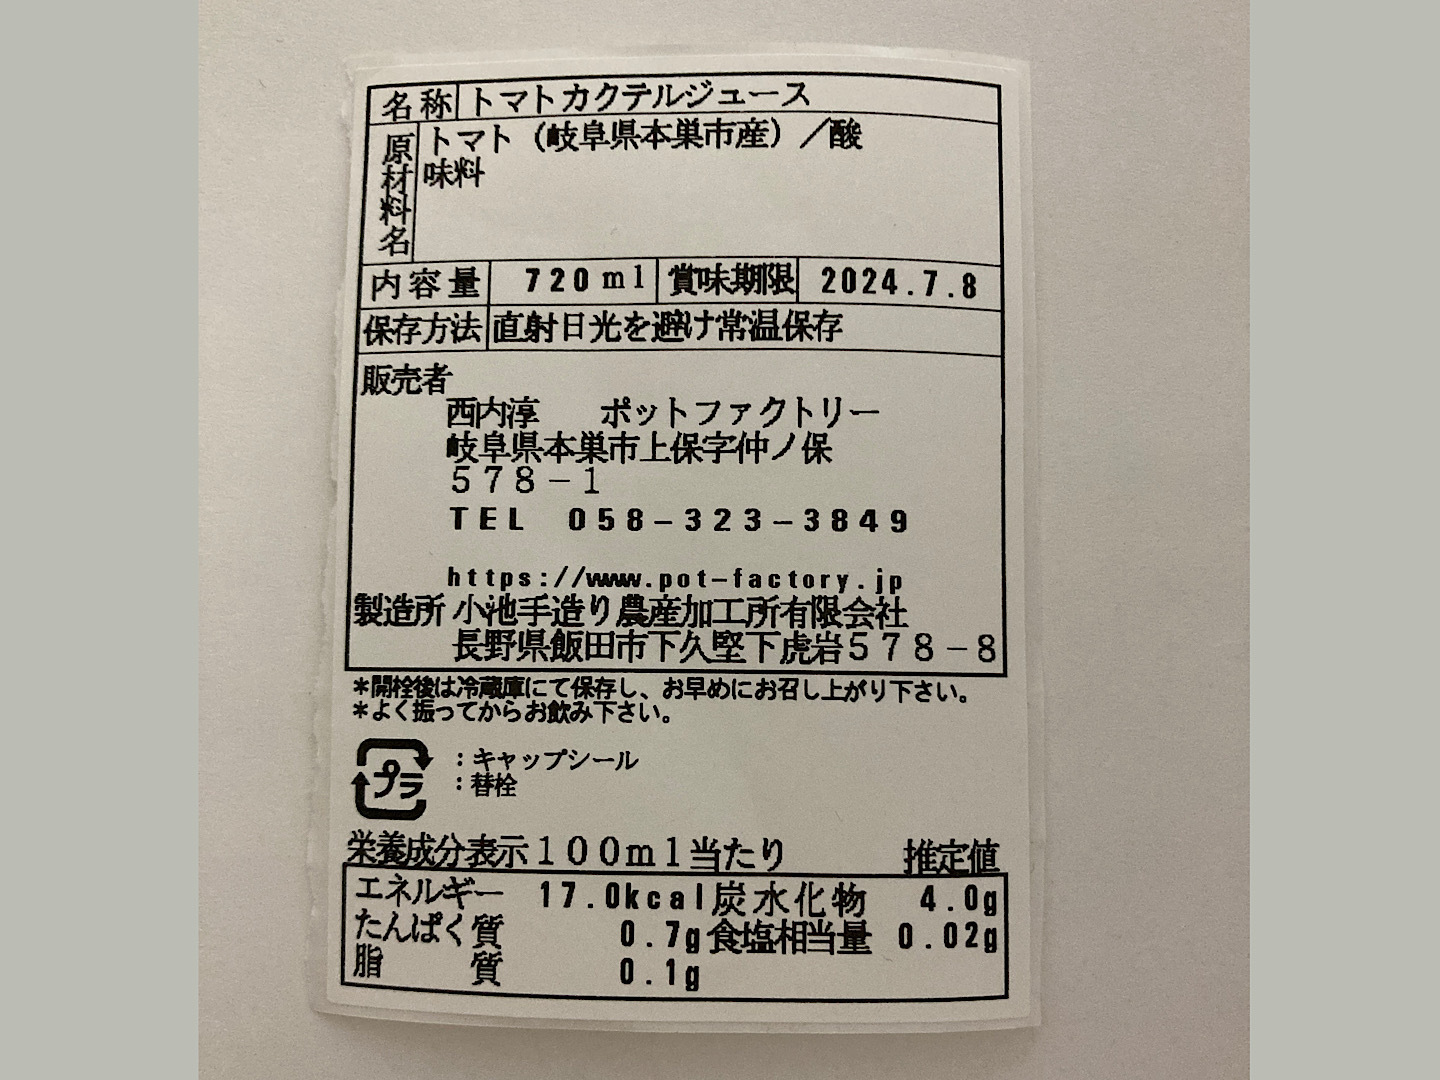 名称 トマトカクテルジュース
原材料名 トマト（岐阜県本巣市産）／酸
味料
内容量 720ml 賞味期限 2024.7.8
保存方法 直射日光を避け常温保存
販売者
西内淳　ポットファクトリー
岐阜県本巣市上保字仲ノ保
５７８－１
TEL 058-323-3849
https://www.pot-factory.jp
製造所 小池手造り農産加工所有限会社
長野県飯田市下久堅下虎岩５７８－８
*開栓後は冷蔵庫にて保存し、お早めにお召し上がり下さい。
*よく振ってからお飲み下さい。
プラ ：キャップシール
：替栓
栄養成分表示１００ml当たり 推定値
エネルギー 17.0kcal 炭水化物 4.0g
たんぱく質 0.7g 食塩相当量 0.02g
脂質 0.1g